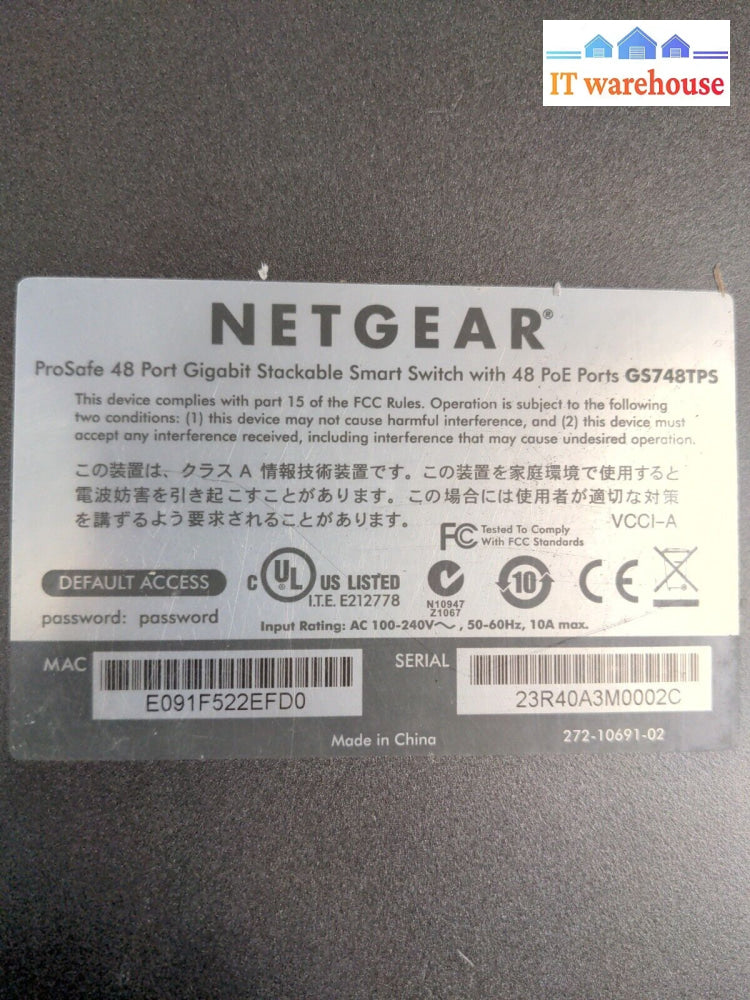 IT warehouse
NETGEAR®
ProSafe 48 Port Gigabit Stackable Smart Switch with 48 PoE Ports GS748TPS
This device complies with part 15 of the FCC Rules. Operation is subject to the following
two conditions: (1) this device may not cause harmful interference, and (2) this device must
accept any interference received, including interference that may cause undesired operation.
この装置は、クラス A 情報技術装置です。この装置を家庭環境で使用すると
電波妨害を引き起こすことがあります。この場合には使用者が適切な対策
を講ずるよう要求されることがあります。
VCCI-A
FC Tested To Comply
With FCC Standards
DEFAULT ACCESS
password: password
C UL US LISTED
I.T.E. E212778
N10947
Z1067
10
CE
Input Rating: AC 100-240V～, 50-60Hz, 10A max.
MAC
E091F522EFD0
SERIAL
23R40A3M0002C
Made in China
272-10691-02